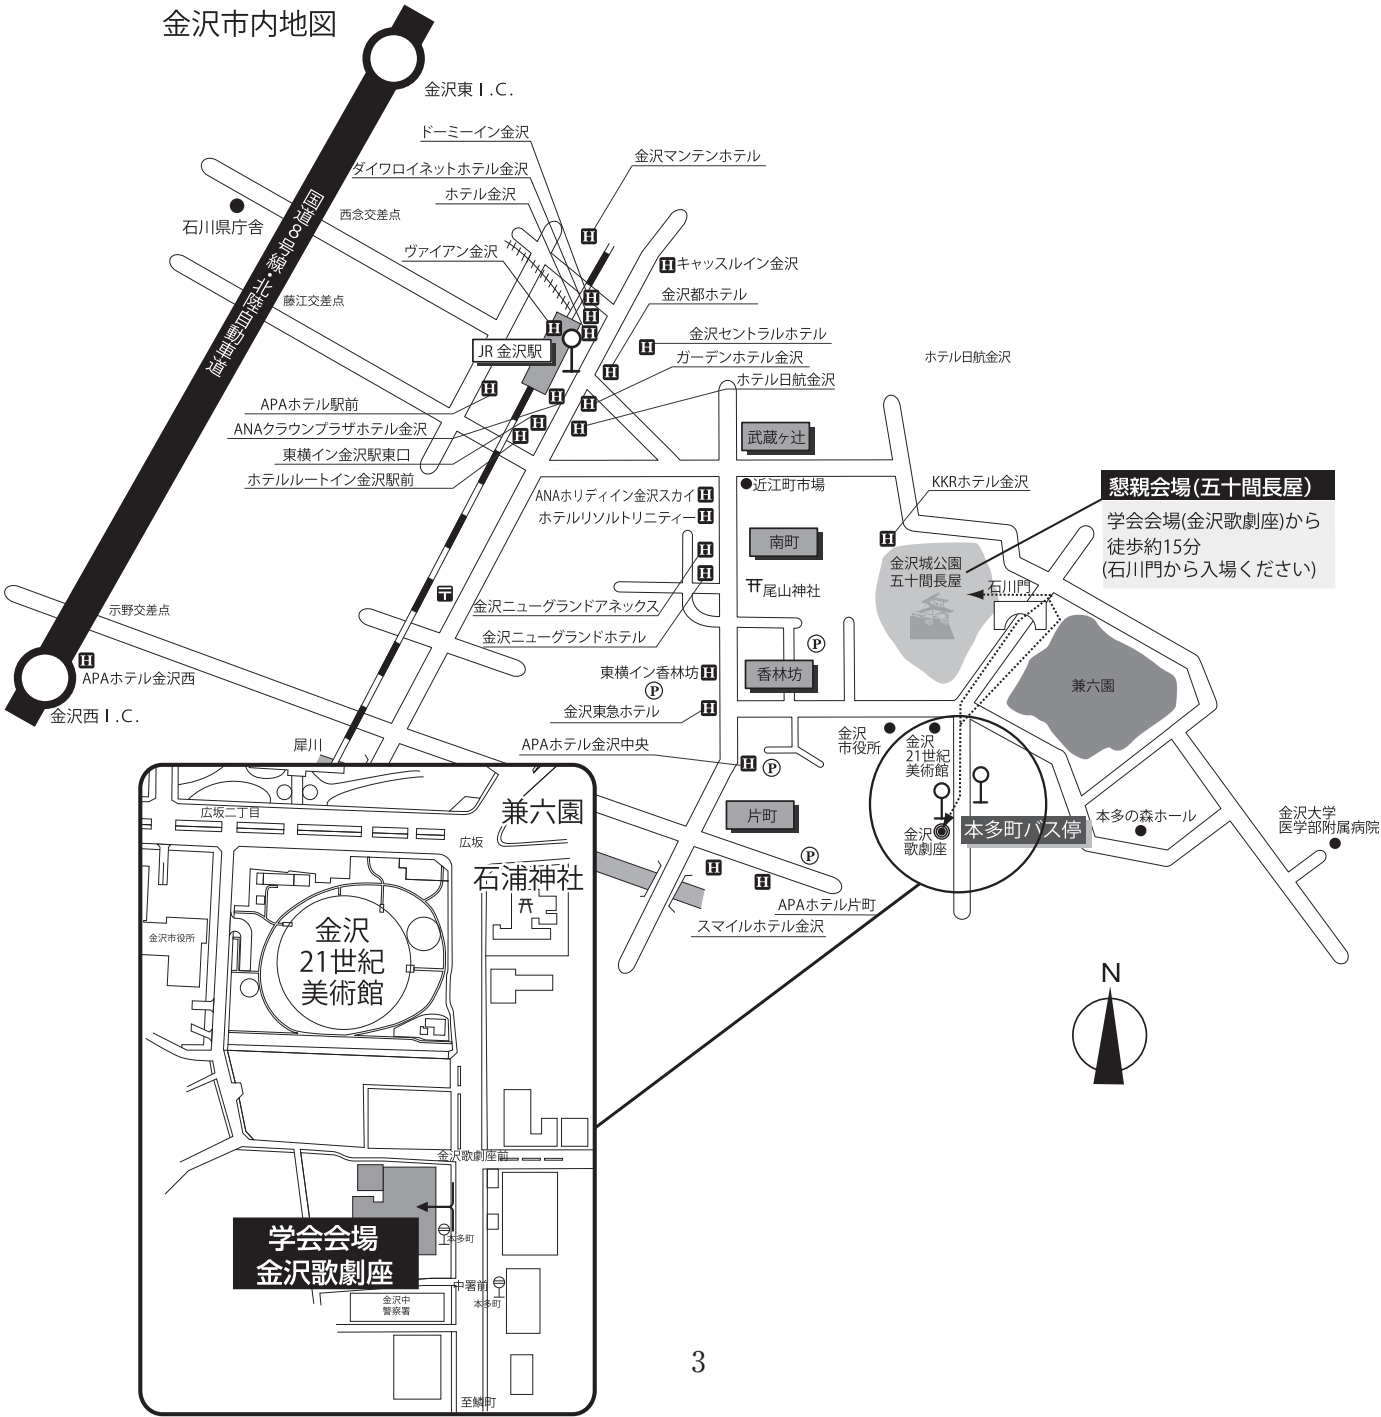 金沢市内地図
金沢東I.C.
ドーミーイン金沢
金沢マンテンホテル
ダイワロイネットホテル金沢
ホテル金沢
国道8号線・北陸自動車道
石川県庁舎
西念交差点
ヴァイアン金沢
キャッスルイン金沢
藤江交差点
金沢都ホテル
金沢セントラルホテル
JR 金沢駅
ガーデンホテル金沢
ホテル日航金沢
ホテル日航金沢
APAホテル駅前
ANAクラウンプラザホテル金沢
東横イン金沢駅東口
ホテルルートイン金沢駅前
武蔵ヶ辻
近江町市場
KKRホテル金沢
懇親会場(五十間長屋)
学会会場(金沢歌劇座)から
徒歩約15分
(石川門から入場ください)
ANAホリディイン金沢スカイ
ホテルリソルトリニティー
南町
金沢城公園
五十間長屋
石川門
尾山神社
示野交差点
金沢ニューグランドアネックス
金沢ニューグランドホテル
P
APAホテル金沢西
金沢西I.C.
東横イン香林坊
P
香林坊
兼六園
金沢東急ホテル
犀川
APAホテル金沢中央
P
金沢
市役所
金沢
21世紀
美術館
片町
金沢
歌劇座
本多町バス停
本多の森ホール
金沢大学
医学部附属病院
P
APAホテル片町
スマイルホテル金沢
N
兼六園
広坂二丁目
広坂
石浦神社
金沢市役所
金沢
21世紀
美術館
金沢歌劇座前
学会会場
金沢歌劇座
本多町
中署前
本多町
金沢中
警察署
至鱗町
3